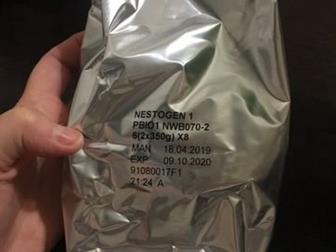 NESTOGEN 1
PBIO1 NWB070-2
6(2x350g) X8
MAN 18.04.2019
EXP 09.10.2020
91080017F1
21:24 A